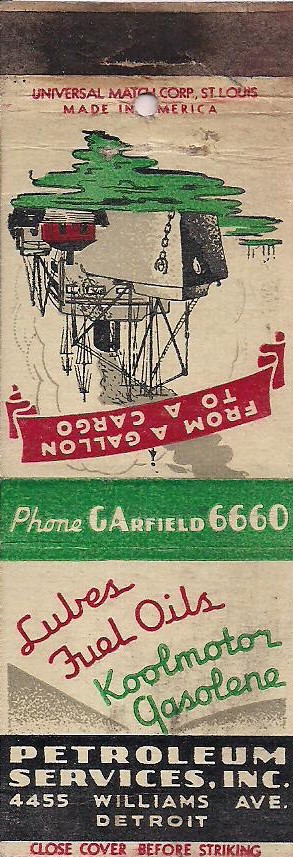 UNIVERSAL MATCH CORP., ST. LOUIS
MADE IN AMERICA
FROM A GALLON
TO A CARGO
Phone GARFIELD 6660
Lubes
Fuel Oils
Koolmotor
Gasolene
PETROLEUM
SERVICES, INC.
4455 WILLIAMS AVE.
DETROIT
CLOSE COVER BEFORE STRIKING